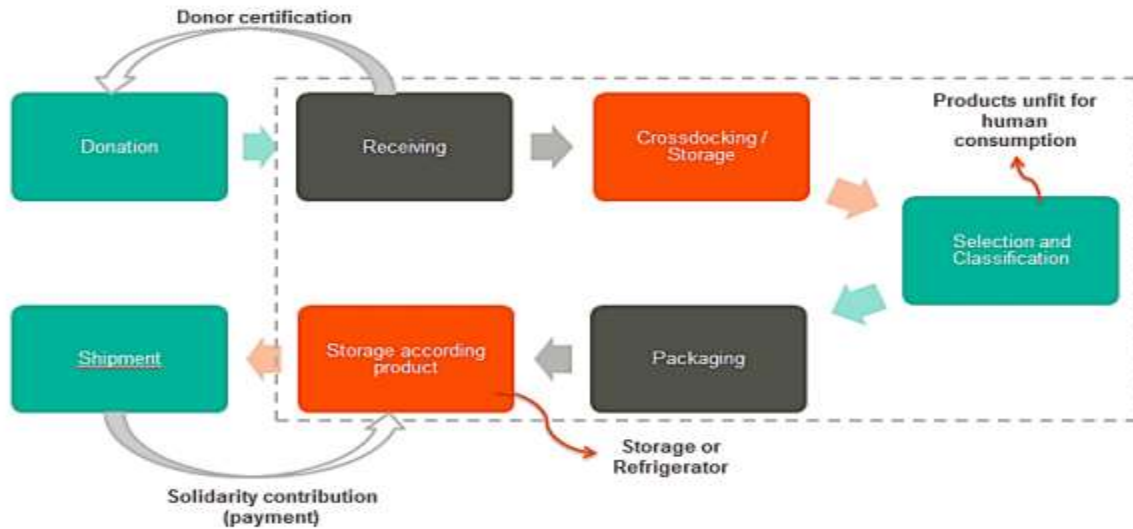 Donor certification
Products unfit for
human
consumption
Donation
Receiving
Crossdocking /
Storage
Selection and
Classification
Shipment
Storage according
product
Packaging
Storage or
Refrigerator
Solidarity contribution
(payment)